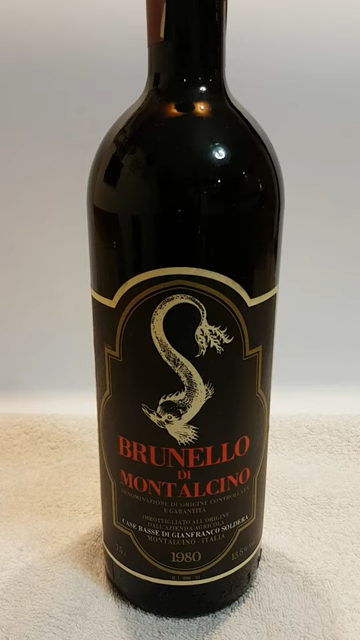 BRUNELLO
DI
MONTALCINO
DENOMINAZIONE DI ORIGINE CONTROLLATA
E GARANTITA
IMBOTTIGLIATO ALL'ORIGINE
DALL'AZIENDA AGRICOLA
CASE BASSE DI GIANFRANCO SOLDERA
MONTALCINO - ITALIA
1980